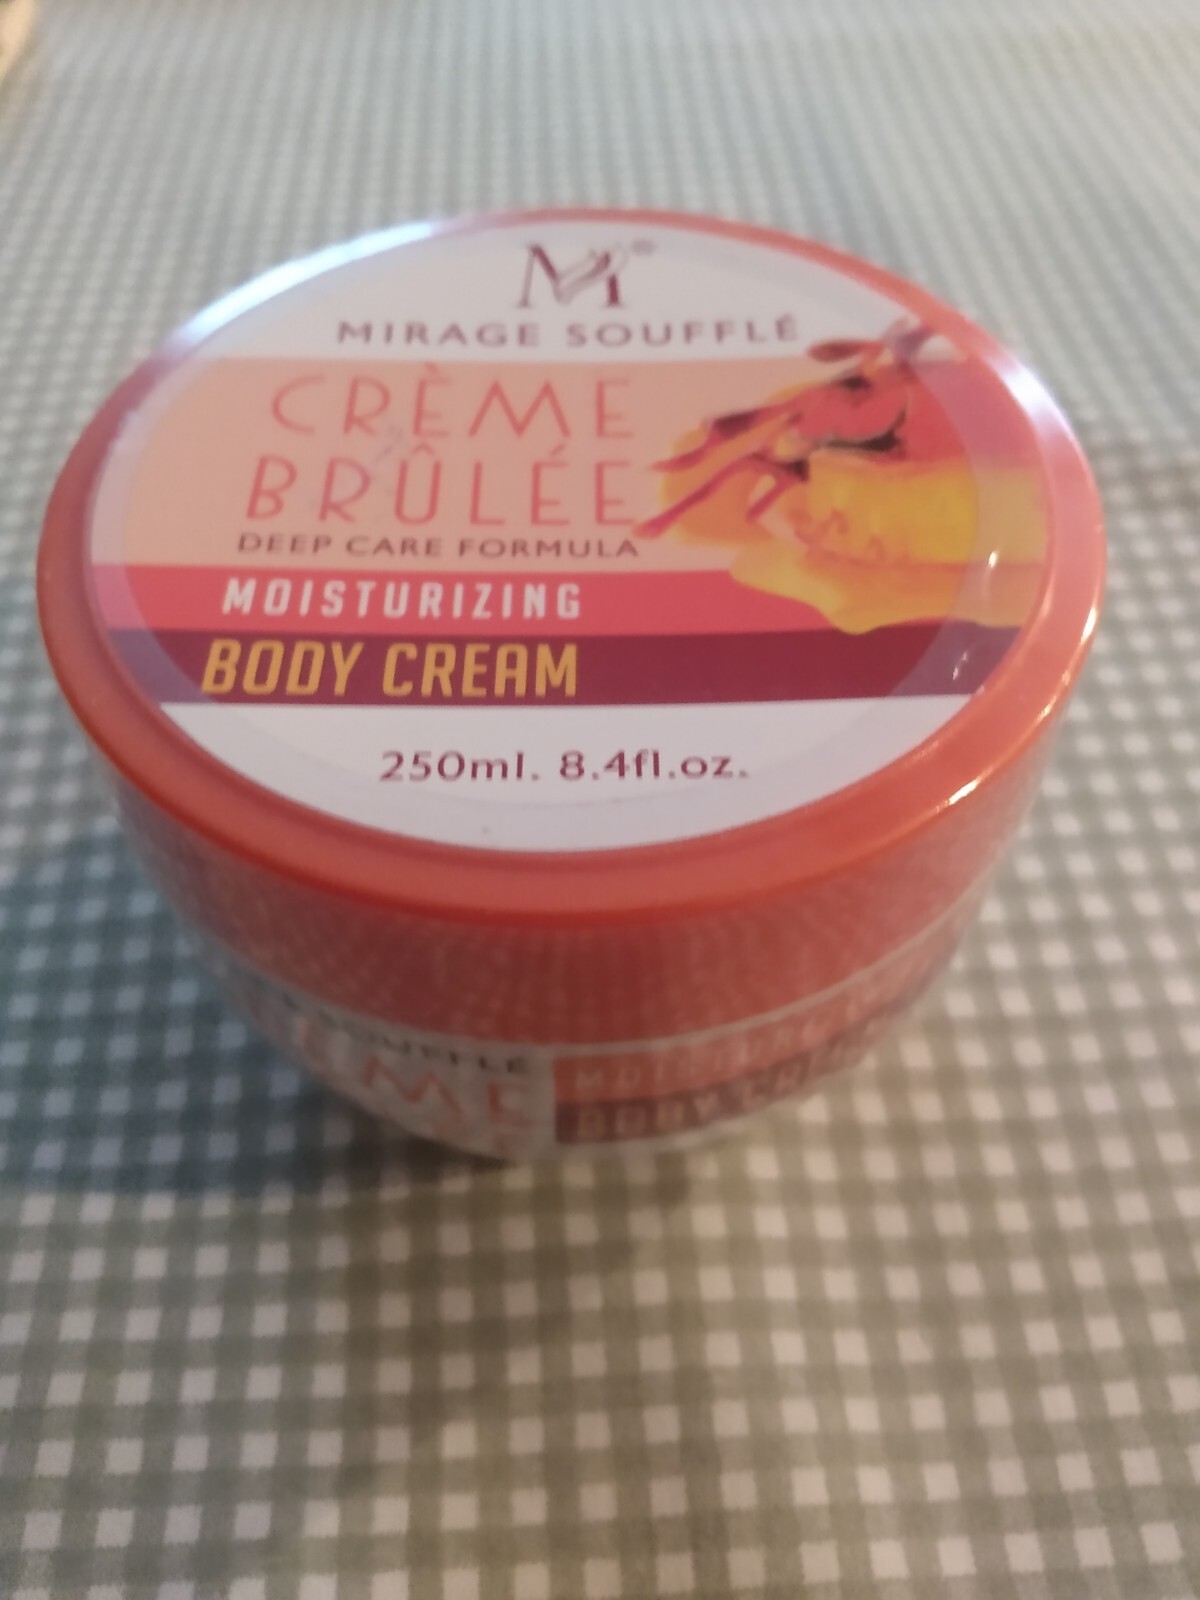 M®
MIRAGE SOUFFLÉ
CRÈME
BRÛLÉE
DEEP CARE FORMULA
MOISTURIZING
BODY CREAM
250ml. 8.4fl.oz.